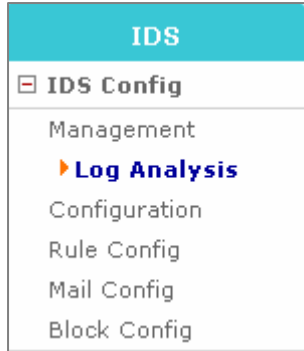 IDS
IDS Config
Management
Log Analysis
Configuration
Rule Config
Mail Config
Block Config